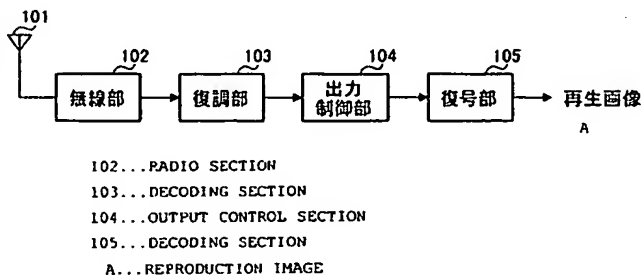 101
102
103
104
105
無線部
復調部
出力
制御部
復号部
再生画像
A
102...RADIO SECTION
103...DECODING SECTION
104...OUTPUT CONTROL SECTION
105...DECODING SECTION
A...REPRODUCTION IMAGE